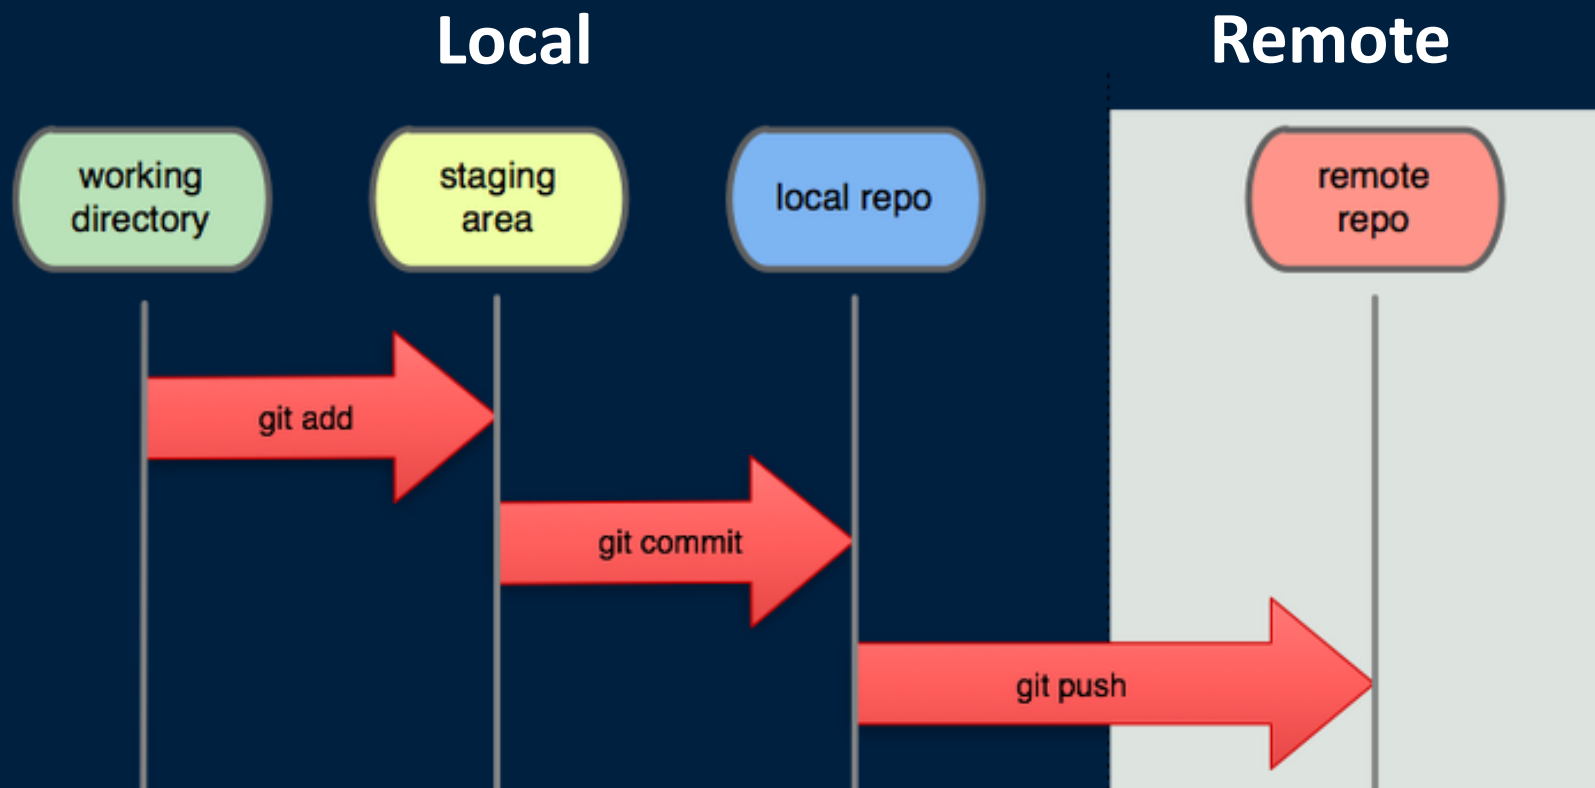 Local
Remote
working
directory
staging
area
local repo
remote
repo
git add
git commit
git push